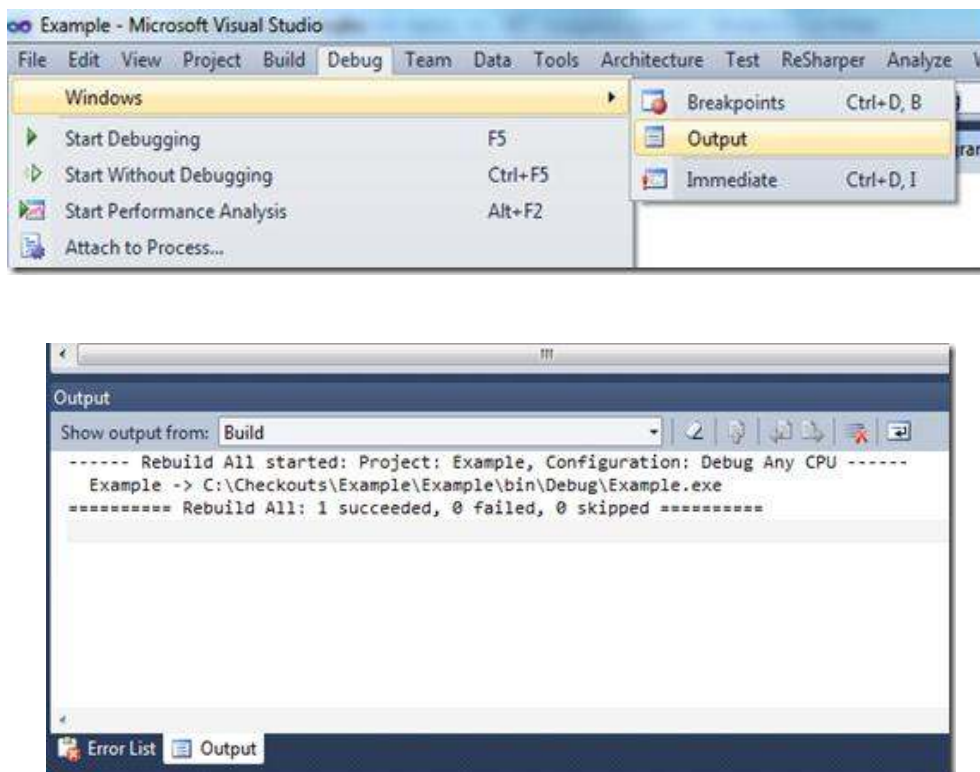 Example - Microsoft Visual Studio
File Edit View Project Build Debug Team Data Tools Architecture Test ReSharper Analyze
Windows
Breakpoints Ctrl+D, B
Start Debugging F5
Output
Start Without Debugging Ctrl+F5
Immediate Ctrl+D, I
Start Performance Analysis Alt+F2
Attach to Process...
Output
Show output from: Build
------ Rebuild All started: Project: Example, Configuration: Debug Any CPU ------
Example -> C:\Checkouts\Example\Example\bin\Debug\Example.exe
========== Rebuild All: 1 succeeded, 0 failed, 0 skipped ==========
Error List Output